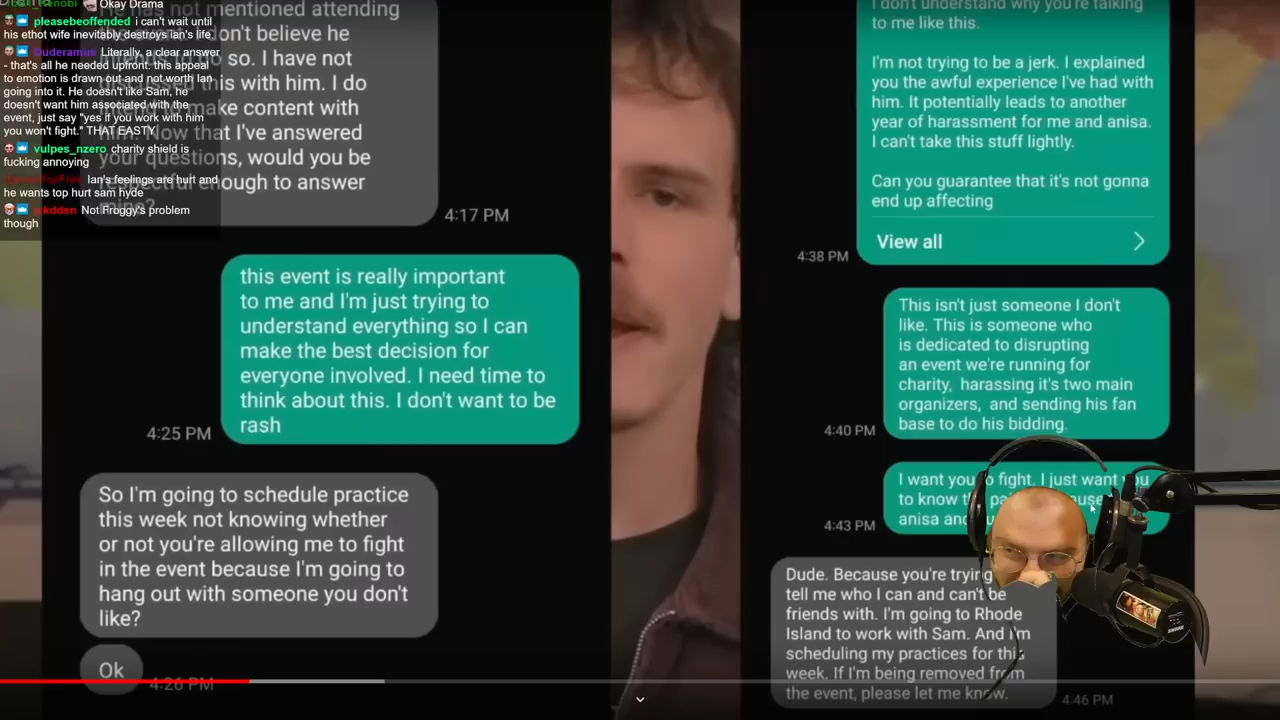 Okay Drama
pleasebeoffended i can't wait until
his ethot wife inevitably destroys ian's life.
Duderamus Literally, a clear answer
- that's all he needed upfront. this appeal
to emotion is drawn out and not worth Ian
going into it. He doesn't like Sam, he
doesn't want him associated with the
event, just say "yes if you work with him
you won't fight." THAT EASTY.
vulpes_nzero charity shield is
fucking annoying
Ian's feelings are hurt and
he wants top hurt sam hyde
Not Froggy's problem
though
He has not mentioned attending
don't believe he
so. I have not
this with him. I do
make content with
Now that I've answered
your questions, would you be
respectful enough to answer
mine?
4:17 PM
this event is really important
to me and I'm just trying to
understand everything so I can
make the best decision for
everyone involved. I need time to
think about this. I don't want to be
rash
4:25 PM
So I'm going to schedule practice
this week not knowing whether
or not you're allowing me to fight
in the event because I'm going to
hang out with someone you don't
like?
Ok
4:26 PM
I don't understand why you're talking
to me like this.
I'm not trying to be a jerk. I explained
you the awful experience I've had with
him. It potentially leads to another
year of harassment for me and anisa.
I can't take this stuff lightly.
Can you guarantee that it's not gonna
end up affecting
View all
4:38 PM
This isn't just someone I don't
like. This is someone who
is dedicated to disrupting
an event we're running for
charity, harassing it's two main
organizers, and sending his fan
base to do his bidding.
4:40 PM
I want you to fight. I just want you
to know
anisa and
4:43 PM
Dude. Because you're trying
tell me who I can and can't be
friends with. I'm going to Rhode
Island to work with Sam. And I'm
scheduling my practices for this
week. If I'm being removed from
the event, please let me know.
4:46 PM
SHURE